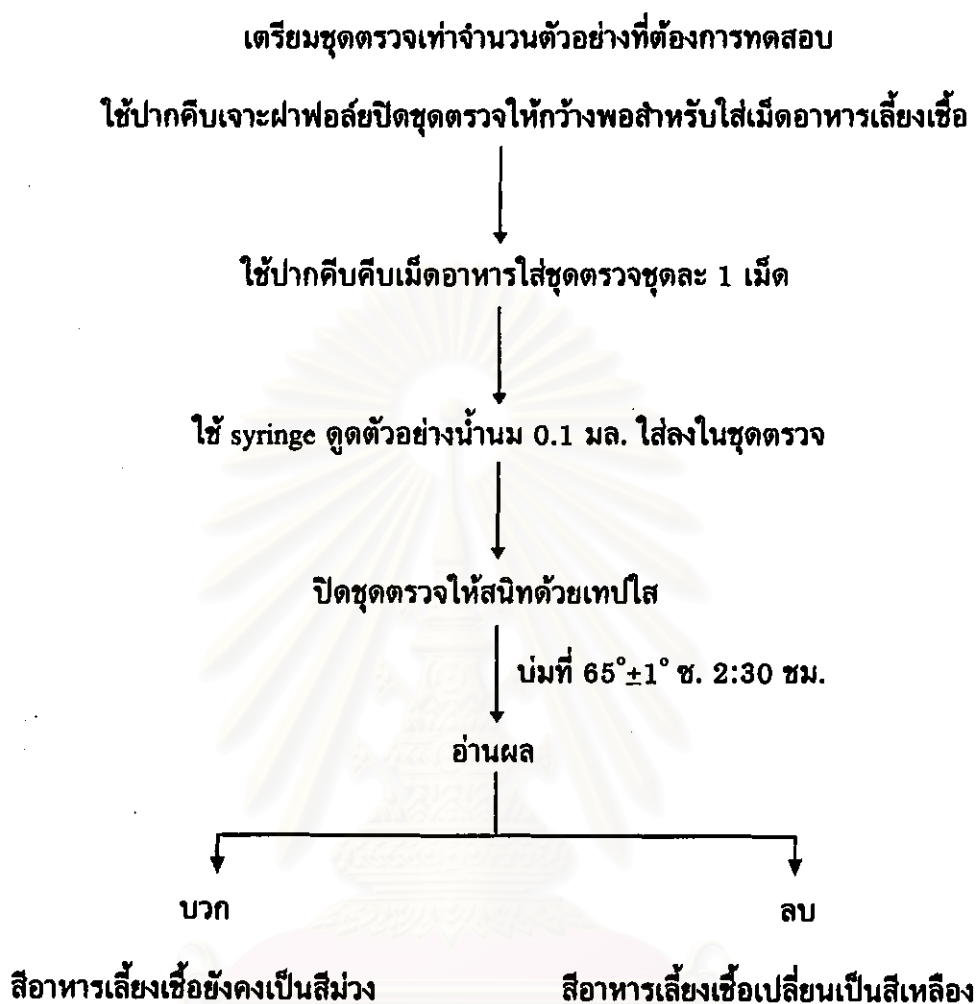 เตรียมชุดตรวจเท่าจำนวนตัวอย่างที่ต้องการทดสอบ
ใช้ปากคีบเจาะฝาฟอล์ยปิดชุดตรวจให้กว้างพอสำหรับใส่เม็ดอาหารเลี้ยงเชื้อ
ใช้ปากคีบคีบเม็ดอาหารใส่ชุดตรวจชุดละ 1 เม็ด
ใช้ syringe ดูดตัวอย่างน้ำนม 0.1 มล. ใส่ลงในชุดตรวจ
ปิดชุดตรวจให้สนิทด้วยเทปใส
บ่มที่ 65°±1° ซ. 2:30 ชม.
อ่านผล
บวก ลบ
สีอาหารเลี้ยงเชื้อยังคงเป็นสีม่วง สีอาหารเลี้ยงเชื้อเปลี่ยนเป็นสีเหลือง